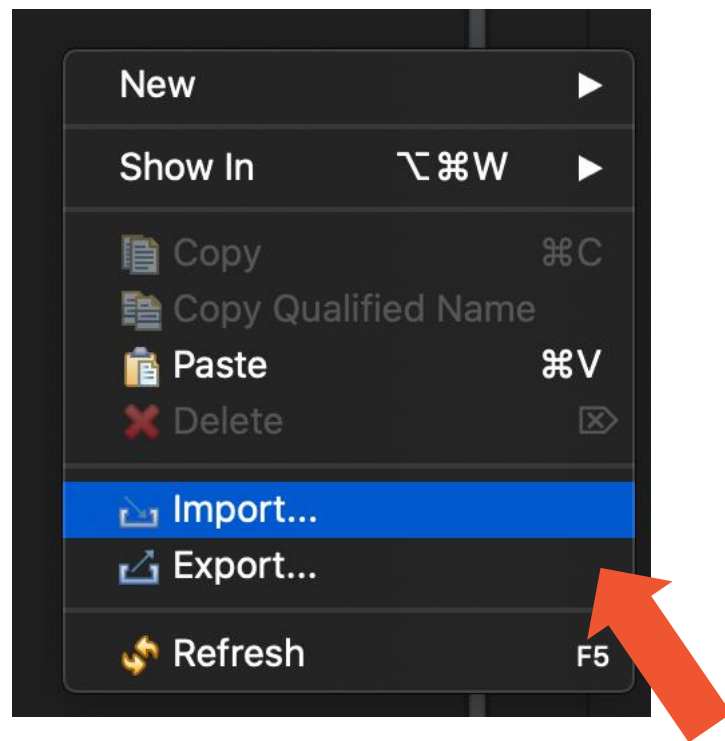 New ▶
Show In ⌥⌘W ▶
Copy ⌘C
Copy Qualified Name
Paste ⌘V
Delete ⌦
Import...
Export...
Refresh F5